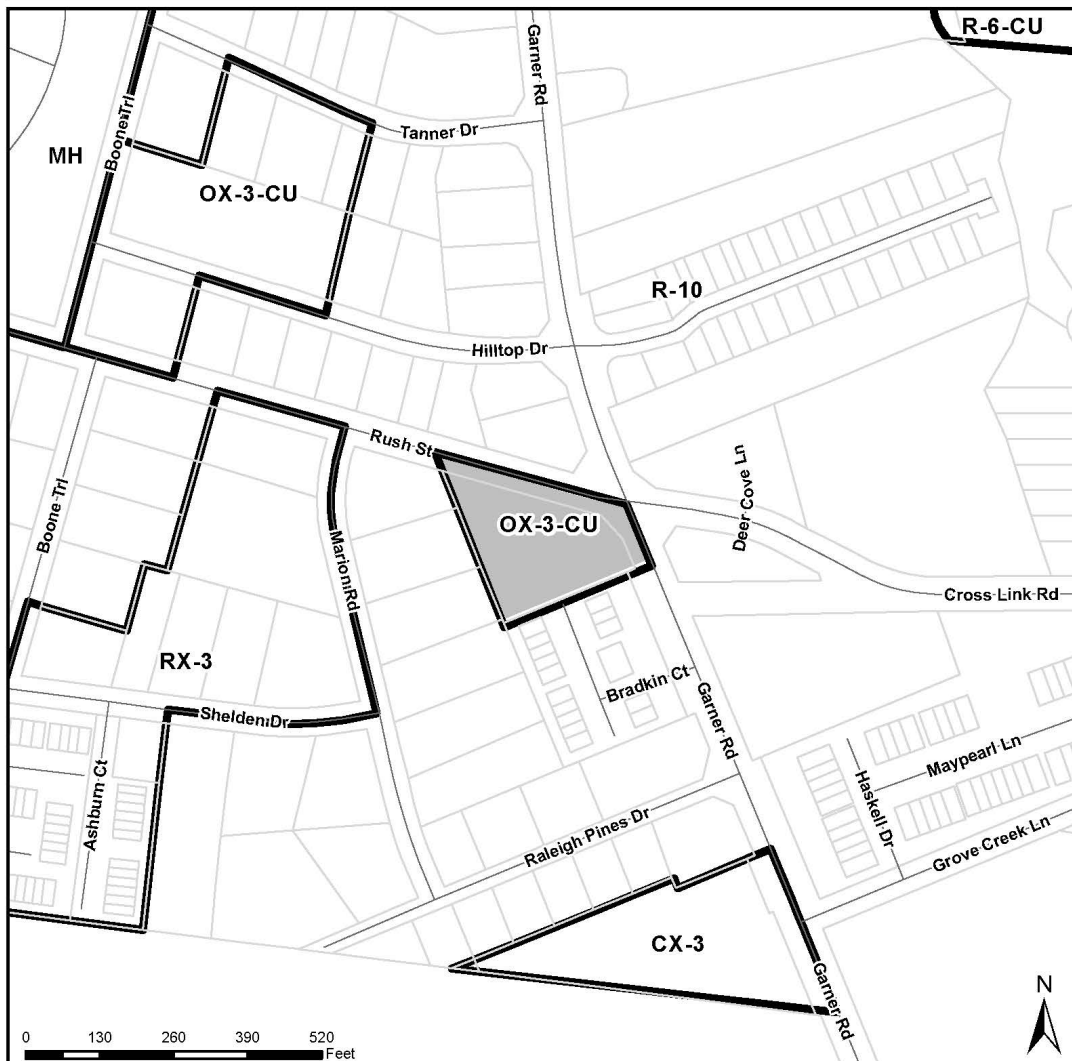 R-6-CU
Garner Rd
Tanner Dr
Boone Trl
MH
OX-3-CU
R-10
Hilltop Dr
Rush St
Deer Cove Ln
OX-3-CU
Boone Trl
Marion Rd
Cross Link Rd
RX-3
Bradkin Ct
Shelden Dr
Garner Rd
Maypearl Ln
Haskell Dr
Ashburn Ct
Raleigh Pines Dr
Grove Creek Ln
CX-3
Garner Rd
N
0 130 260 390 520
Feet